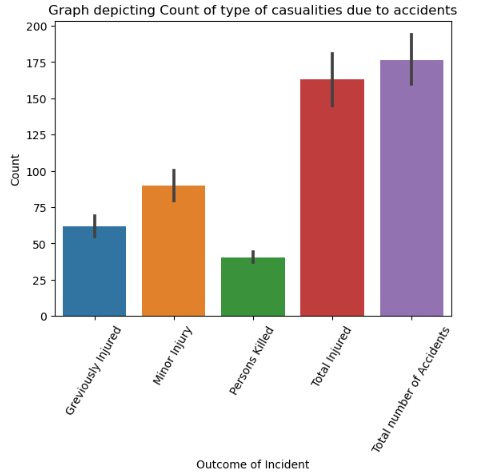 Graph depicting Count of type of casualities due to accidents
200
175
150
125
100
75
50
25
0
Count
Greviously Injured
Minor Injury
Persons Killed
Total Injured
Total number of Accidents
Outcome of Incident